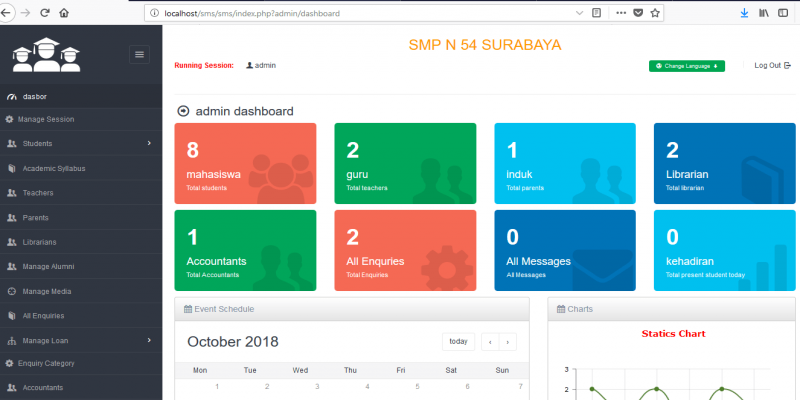 localhost/sms/sms/index.php?admin/dashboard
SMP N 54 SURABAYA
Running Session:
admin
Change Language
Log Out
dasbor
Manage Session
Students
Academic Syllabus
Teachers
Parents
Librarians
Manage Alumni
Manage Media
All Enquiries
Manage Loan
Enquiry Category
Accountants
admin dashboard
8
mahasiswa
Total students
2
guru
Total teachers
1
induk
Total parents
2
Librarian
Total librarian
1
Accountants
Total Accountants
2
All Enquries
Total Enquiries
0
All Messages
All Messages
0
kehadiran
Total present student today
Event Schedule
October 2018
today
Mon Tue Wed Thu Fri Sat Sun
1 2 3 4 5 6 7
Charts
Statics Chart
3
2